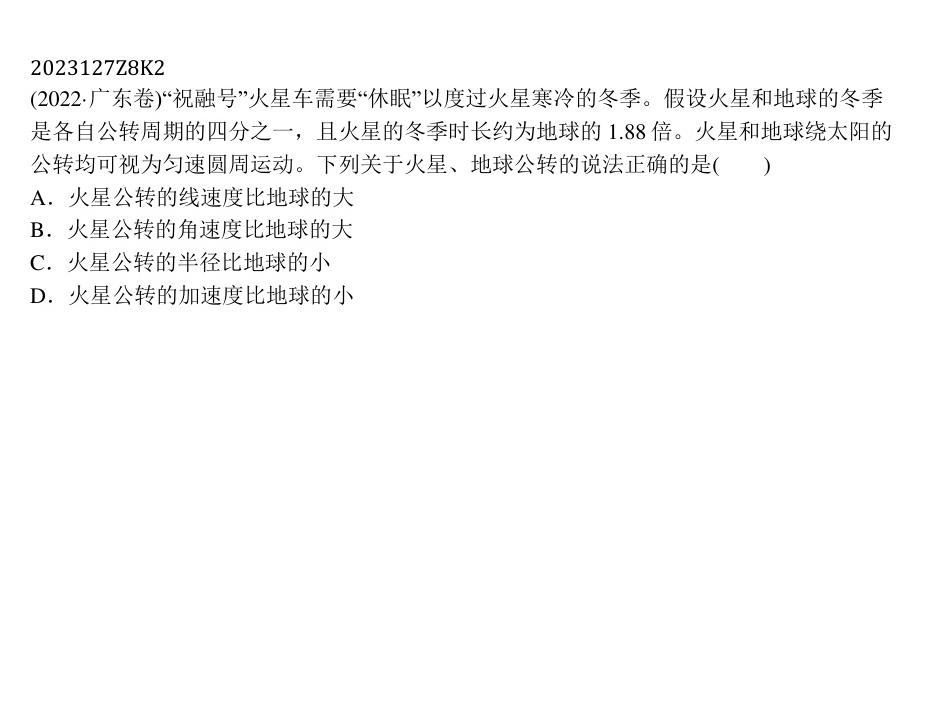 2023127Z8K2
(2022·广东卷)“祝融号”火星车需要“休眠”以度过火星寒冷的冬季。假设火星和地球的冬季
是各自公转周期的四分之一，且火星的冬季时长约为地球的 1.88 倍。火星和地球绕太阳的
公转均可视为匀速圆周运动。下列关于火星、地球公转的说法正确的是(　　)
A．火星公转的线速度比地球的大
B．火星公转的角速度比地球的大
C．火星公转的半径比地球的小
D．火星公转的加速度比地球的小